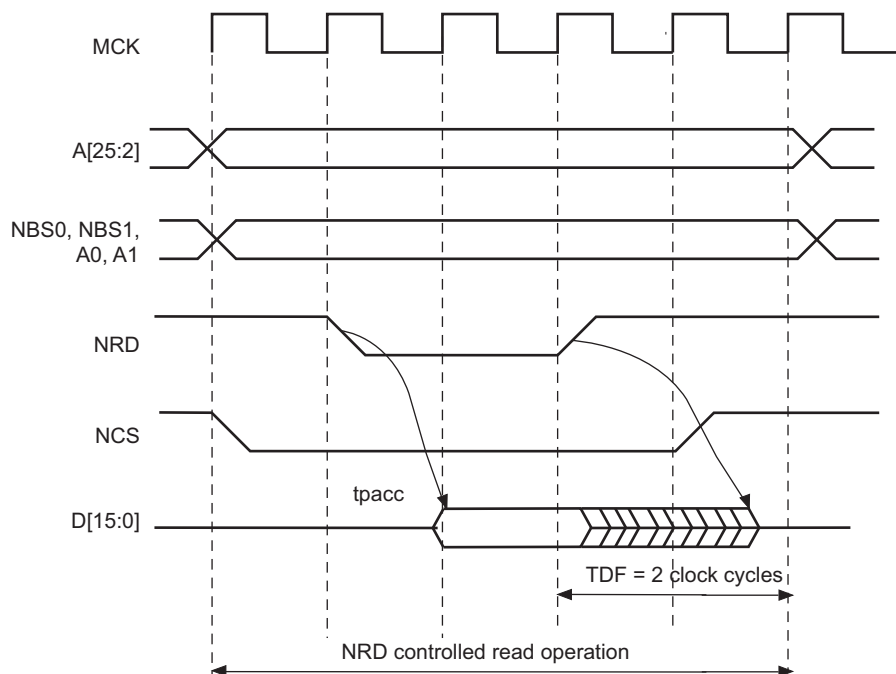 MCK
A[25:2]
NBS0, NBS1,
A0, A1
NRD
NCS
tpacc
D[15:0]
TDF = 2 clock cycles
NRD controlled read operation